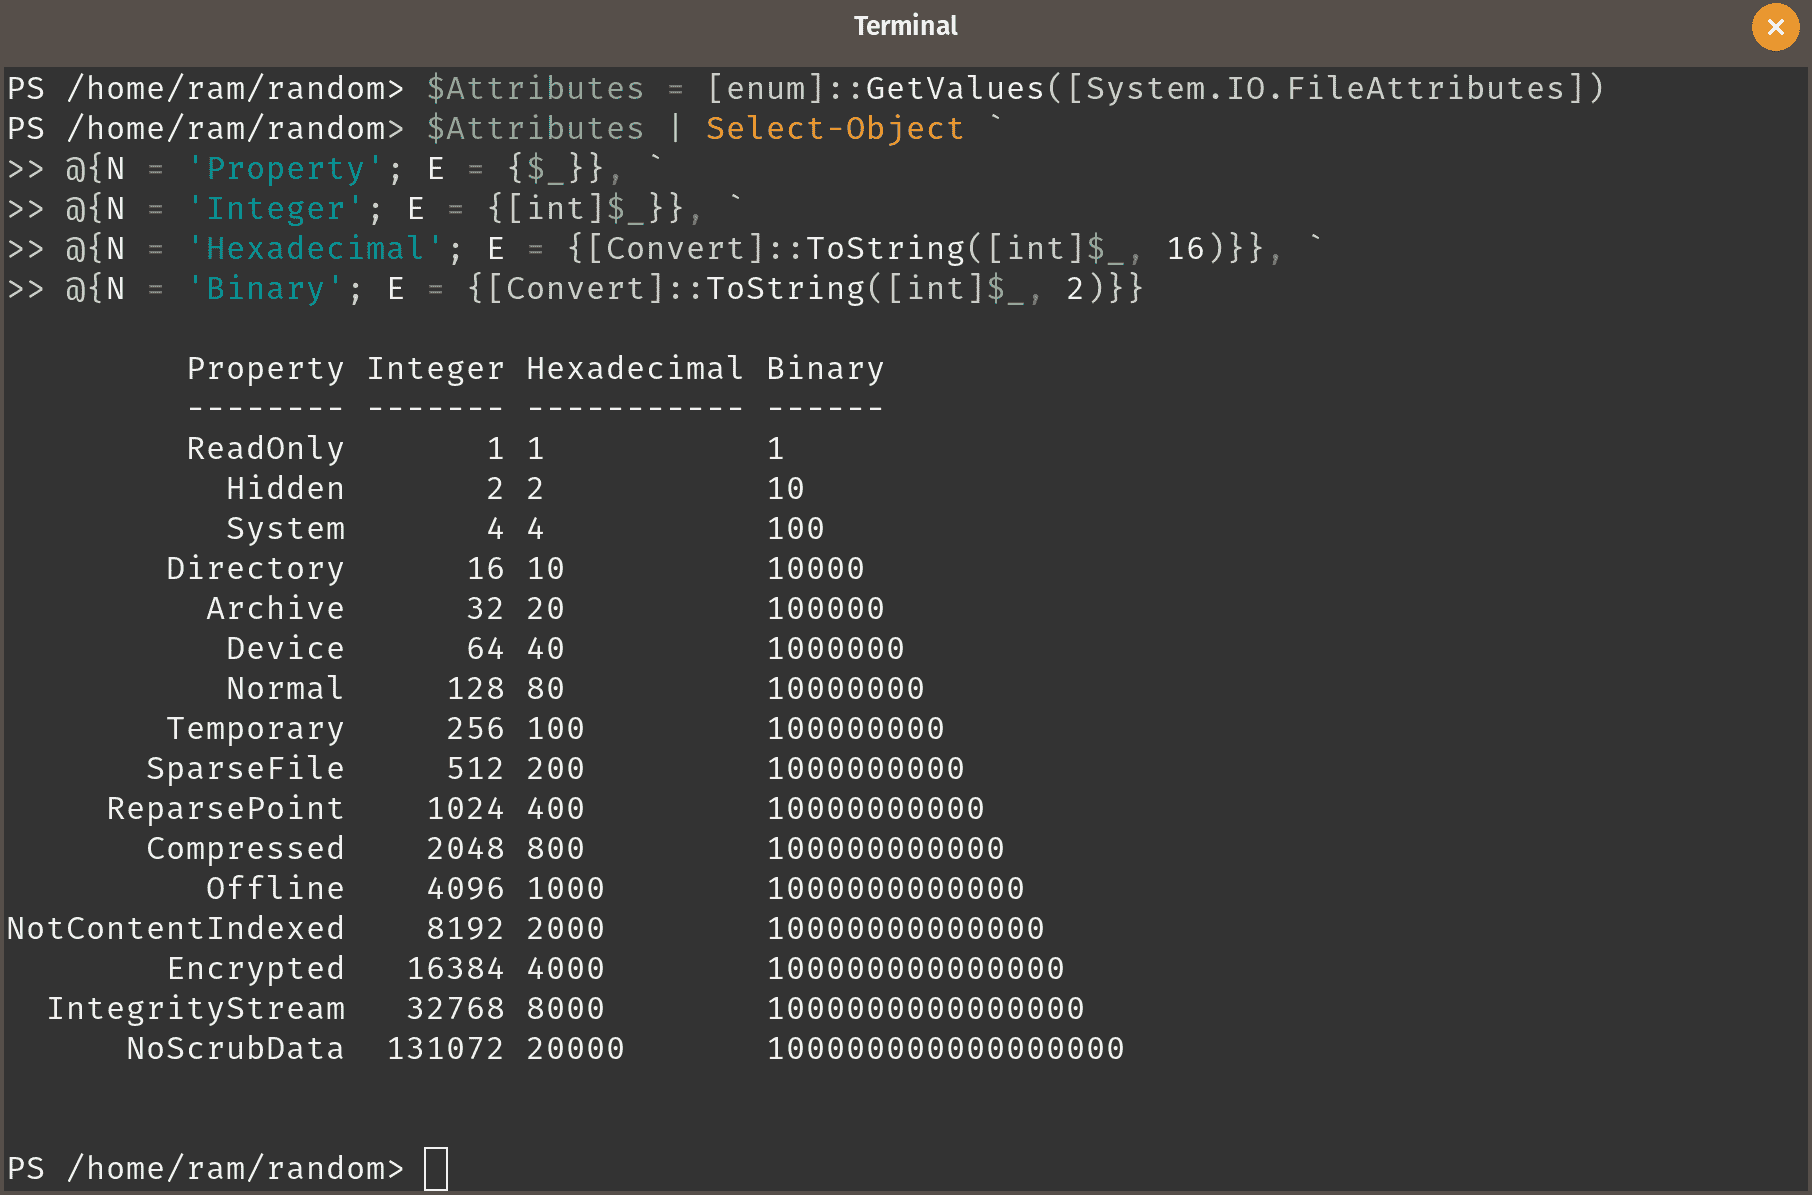 Terminal
PS /home/ram/random> $Attributes = [enum]::GetValues([System.IO.FileAttributes])
PS /home/ram/random> $Attributes | Select-Object `
>> @{N = 'Property'; E = {$_}}, `
>> @{N = 'Integer'; E = {[int]$_}}, `
>> @{N = 'Hexadecimal'; E = {[Convert]::ToString([int]$_, 16)}}, `
>> @{N = 'Binary'; E = {[Convert]::ToString([int]$_, 2)}}
Property Integer Hexadecimal Binary
-------- ------- ----------- ------
ReadOnly 1 1 1
Hidden 2 2 10
System 4 4 100
Directory 16 10 10000
Archive 32 20 100000
Device 64 40 1000000
Normal 128 80 10000000
Temporary 256 100 100000000
SparseFile 512 200 1000000000
ReparsePoint 1024 400 10000000000
Compressed 2048 800 100000000000
Offline 4096 1000 1000000000000
NotContentIndexed 8192 2000 10000000000000
Encrypted 16384 4000 100000000000000
IntegrityStream 32768 8000 1000000000000000
NoScrubData 131072 20000 100000000000000000
PS /home/ram/random>